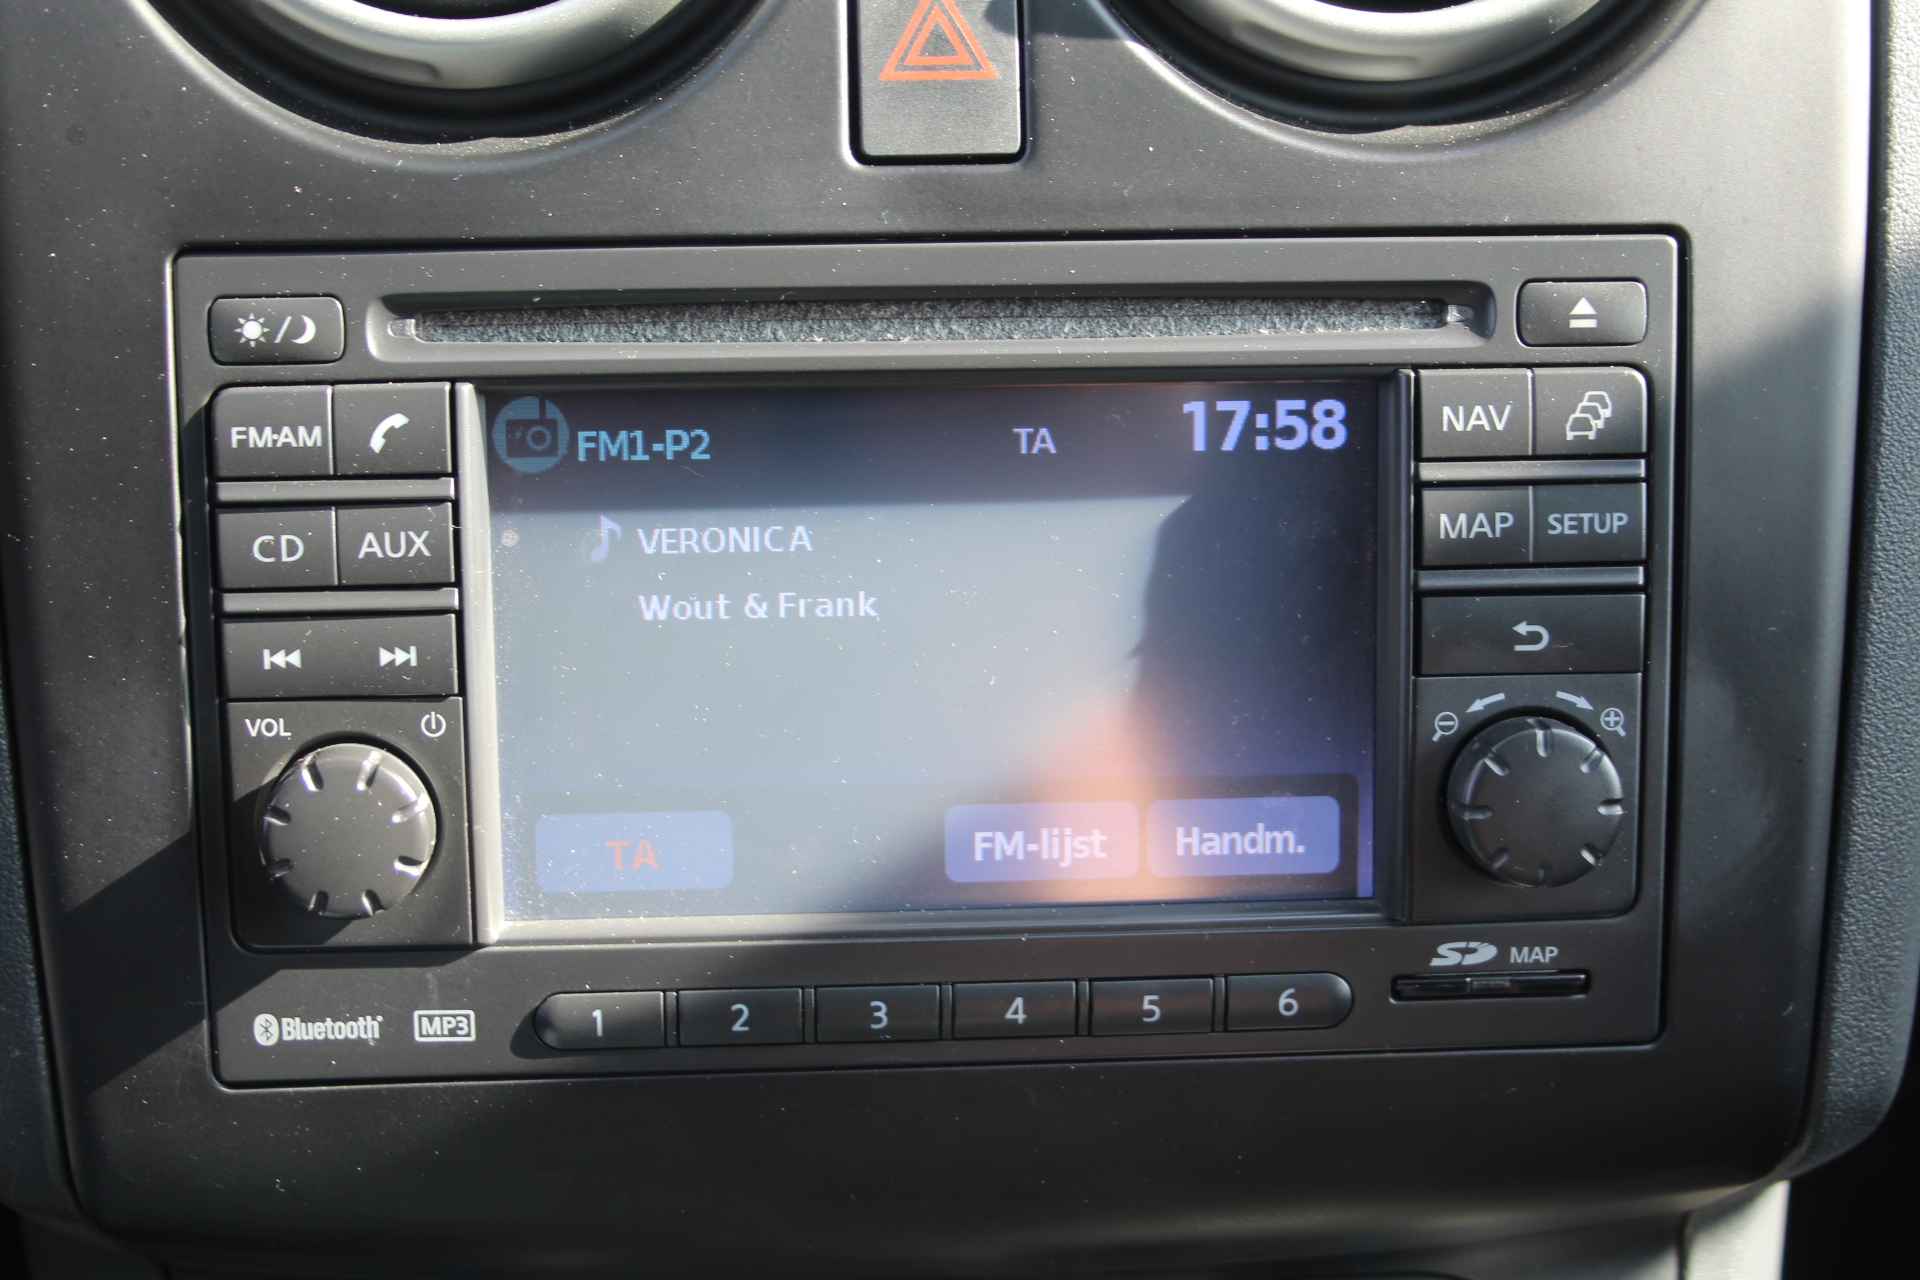 FM·AM
CD AUX
VOL
FM1-P2 TA 17:58
VERONICA
Wout & Frank
TA FM-lijst Handm.
NAV
MAP SETUP
SD MAP
Bluetooth MP3
1 2 3 4 5 6